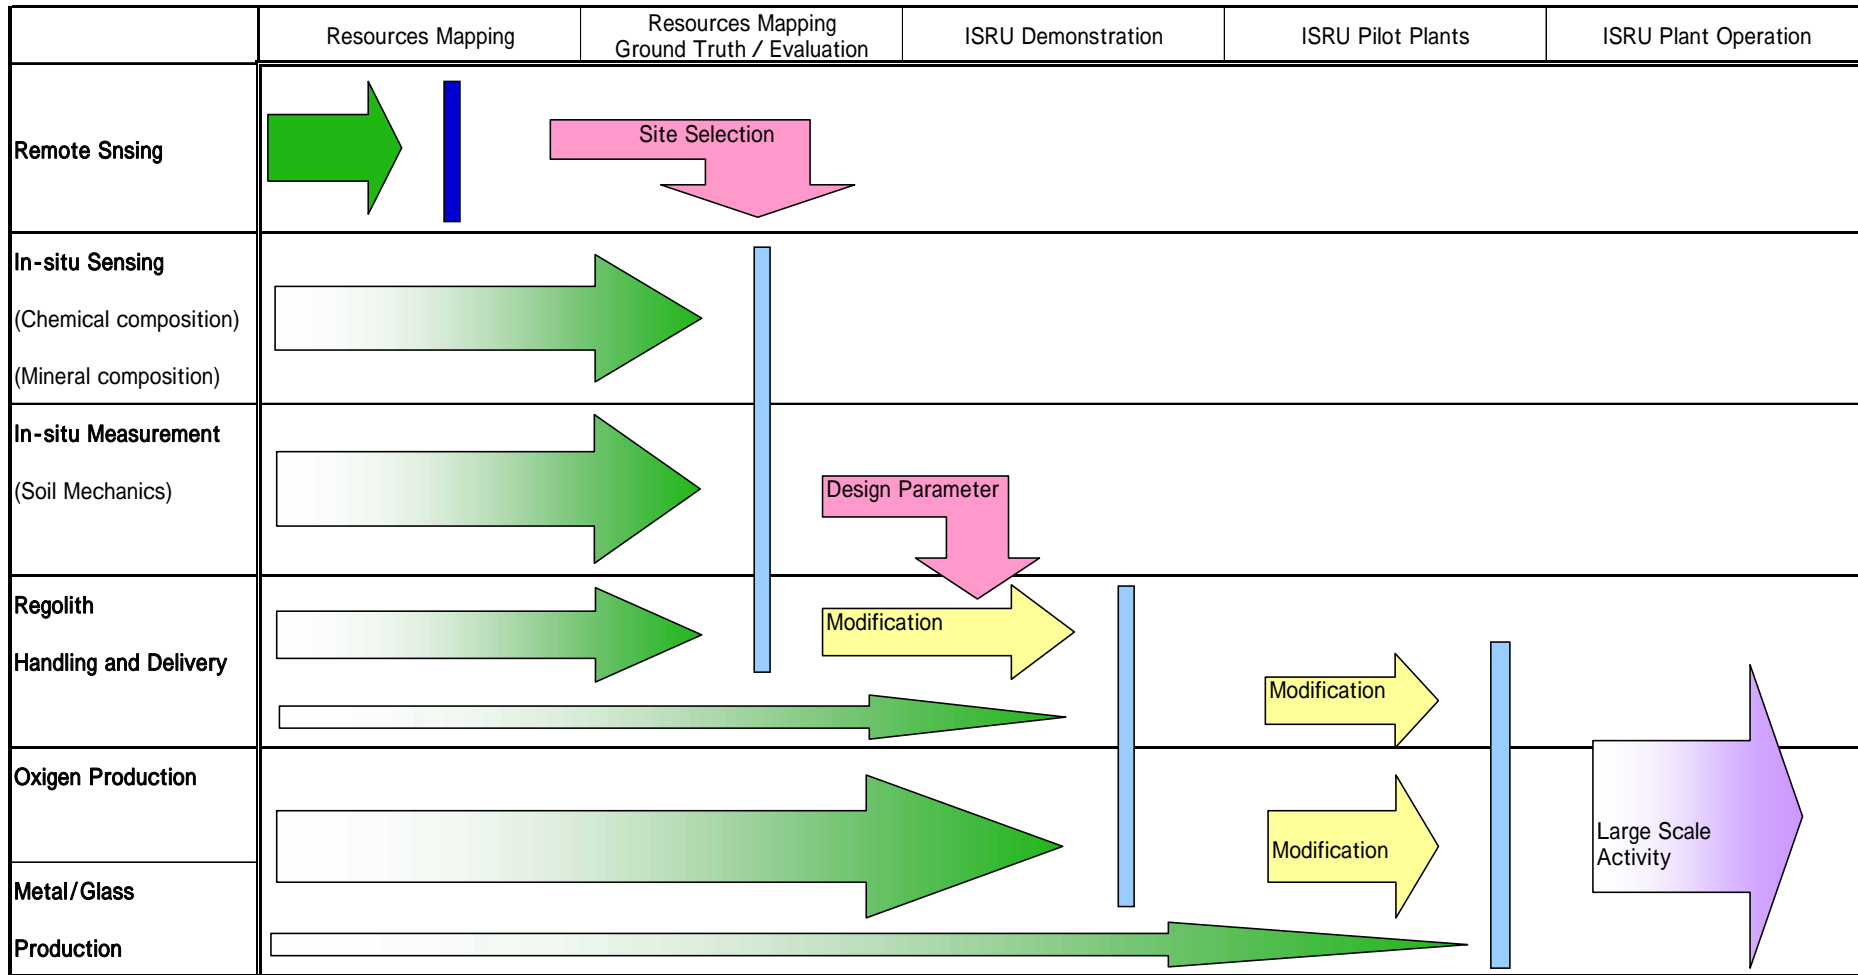 Resources Mapping
Resources Mapping
Ground Truth / Evaluation
ISRU Demonstration
ISRU Pilot Plants
ISRU Plant Operation
Remote Snsing
Site Selection
In-situ Sensing
(Chemical composition)
(Mineral composition)
In-situ Measurement
(Soil Mechanics)
Design Parameter
Regolith
Handling and Delivery
Modification
Modification
Oxigen Production
Modification
Large Scale
Activity
Metal/Glass
Production